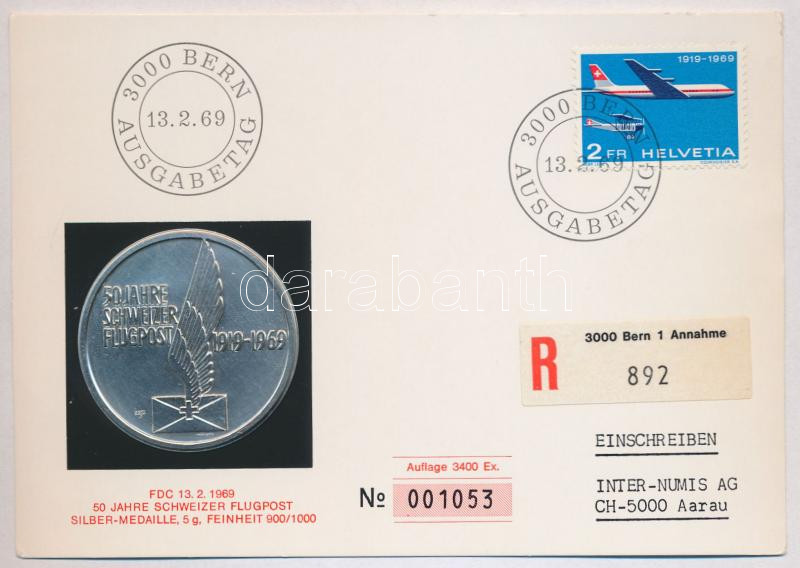 3000 BERN
13.2.69
AUSGABETAG
1919-1969
2 FR HELVETIA
3000 BERN
13.2.69
AUSGABETAG
50 JAHRE
SCHWEIZER
FLUGPOST
1919-1969
darabanth
R
3000 Bern 1 Annahme
892
EINSCHREIBEN
INTER-NUMIS AG
CH-5000 Aarau
Auflage 3400 Ex.
№ 001053
FDC 13. 2. 1969
50 JAHRE SCHWEIZER FLUGPOST
SILBER-MEDAILLE, 5 g, FEINHEIT 900/1000